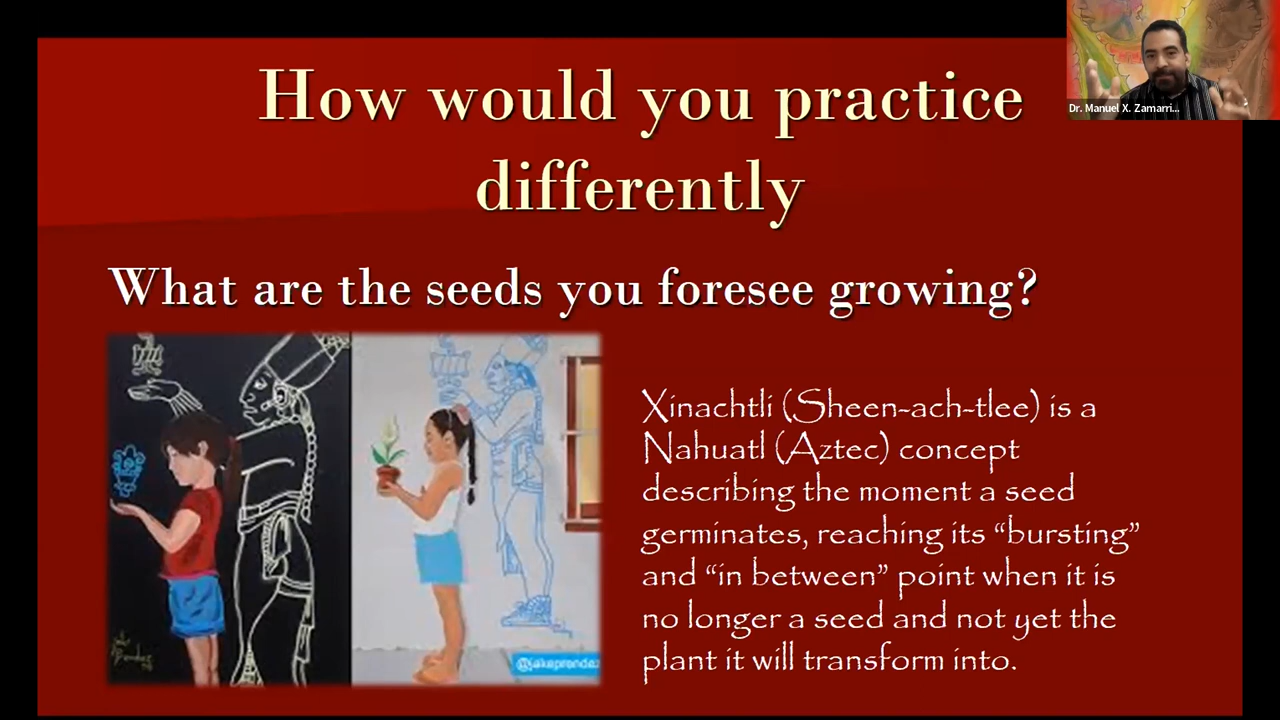 How would you practice
differently
Dr. Manuel X. Zamarri...
What are the seeds you foresee growing?
Xinachtli (Sheen-ach-tlee) is a
Nahuatl (Aztec) concept
describing the moment a seed
germinates, reaching its “bursting”
and “in between” point when it is
no longer a seed and not yet the
plant it will transform into.
@jakeprendez